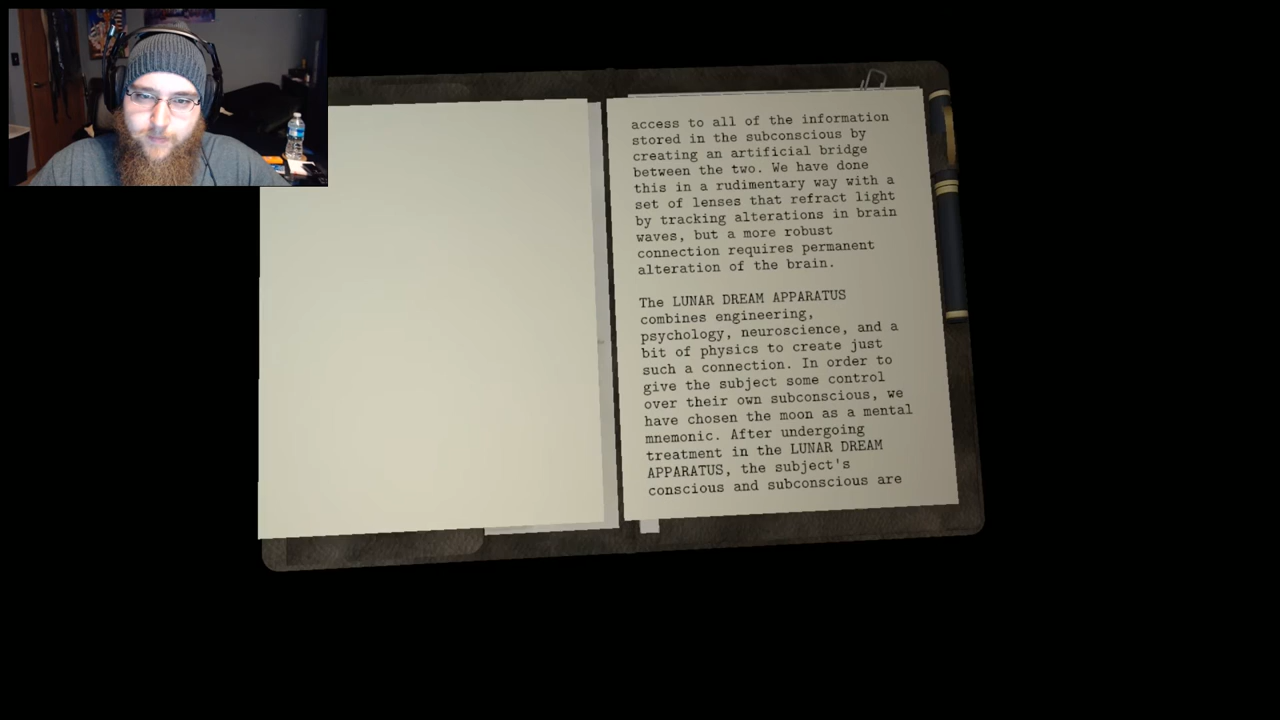 access to all of the information
stored in the subconscious by
creating an artificial bridge
between the two. We have done
this in a rudimentary way with a
set of lenses that refract light
by tracking alterations in brain
waves, but a more robust
connection requires permanent
alteration of the brain.
The LUNAR DREAM APPARATUS
combines engineering,
psychology, neuroscience, and a
bit of physics to create just
such a connection. In order to
give the subject some control
over their own subconscious, we
have chosen the moon as a mental
mnemonic. After undergoing
treatment in the LUNAR DREAM
APPARATUS, the subject's
conscious and subconscious are